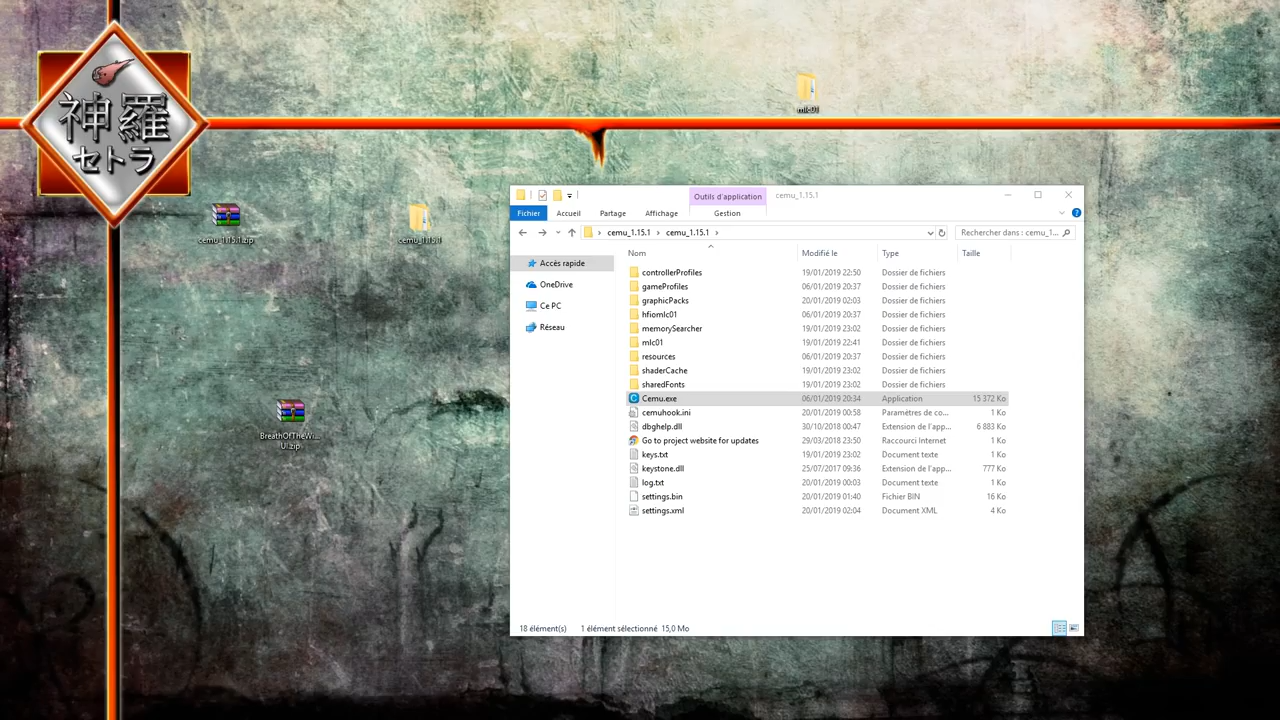 神羅
セトラ
mlc01
cemu_1.15.1.zip
cemu_1.15.1
BreathOfTheWi...
UI.zip
Outils d'application
cemu_1.15.1
Fichier
Accueil
Partage
Affichage
Gestion
cemu_1.15.1 > cemu_1.15.1 >
Rechercher dans : cemu_1...
Nom
Modifié le
Type
Taille
Accès rapide
OneDrive
Ce PC
Réseau
controllerProfiles 19/01/2019 22:50 Dossier de fichiers
gameProfiles 06/01/2019 20:37 Dossier de fichiers
graphicPacks 20/01/2019 02:03 Dossier de fichiers
hfiomlc01 06/01/2019 20:37 Dossier de fichiers
memorySearcher 19/01/2019 23:02 Dossier de fichiers
mlc01 19/01/2019 22:41 Dossier de fichiers
resources 06/01/2019 20:37 Dossier de fichiers
shaderCache 19/01/2019 23:02 Dossier de fichiers
sharedFonts 19/01/2019 23:02 Dossier de fichiers
Cemu.exe 06/01/2019 20:34 Application 15 372 Ko
cemuhook.ini 20/01/2019 00:58 Paramètres de co... 1 Ko
dbghelp.dll 30/10/2018 00:47 Extension de l'app... 6 883 Ko
Go to project website for updates 29/03/2018 23:50 Raccourci Internet 1 Ko
keys.txt 19/01/2019 23:02 Document texte 1 Ko
keystone.dll 25/07/2017 09:36 Extension de l'app... 777 Ko
log.txt 20/01/2019 00:03 Document texte 1 Ko
settings.bin 20/01/2019 01:40 Fichier BIN 16 Ko
settings.xml 20/01/2019 02:04 Document XML 4 Ko
18 élément(s) 1 élément sélectionné 15,0 Mo